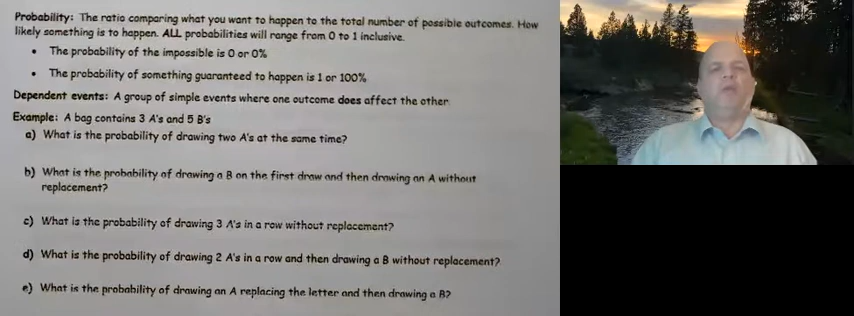 Probability: The ratio comparing what you want to happen to the total number of possible outcomes. How
likely something is to happen. ALL probabilities will range from 0 to 1 inclusive.
• The probability of the impossible is 0 or 0%
• The probability of something guaranteed to happen is 1 or 100%
Dependent events: A group of simple events where one outcome does affect the other
Example: A bag contains 3 A's and 5 B's
a) What is the probability of drawing two A's at the same time?
b) What is the probability of drawing a B on the first draw and then drawing an A without
replacement?
c) What is the probability of drawing 3 A's in a row without replacement?
d) What is the probability of drawing 2 A's in a row and then drawing a B without replacement?
e) What is the probability of drawing an A replacing the letter and then drawing a B?